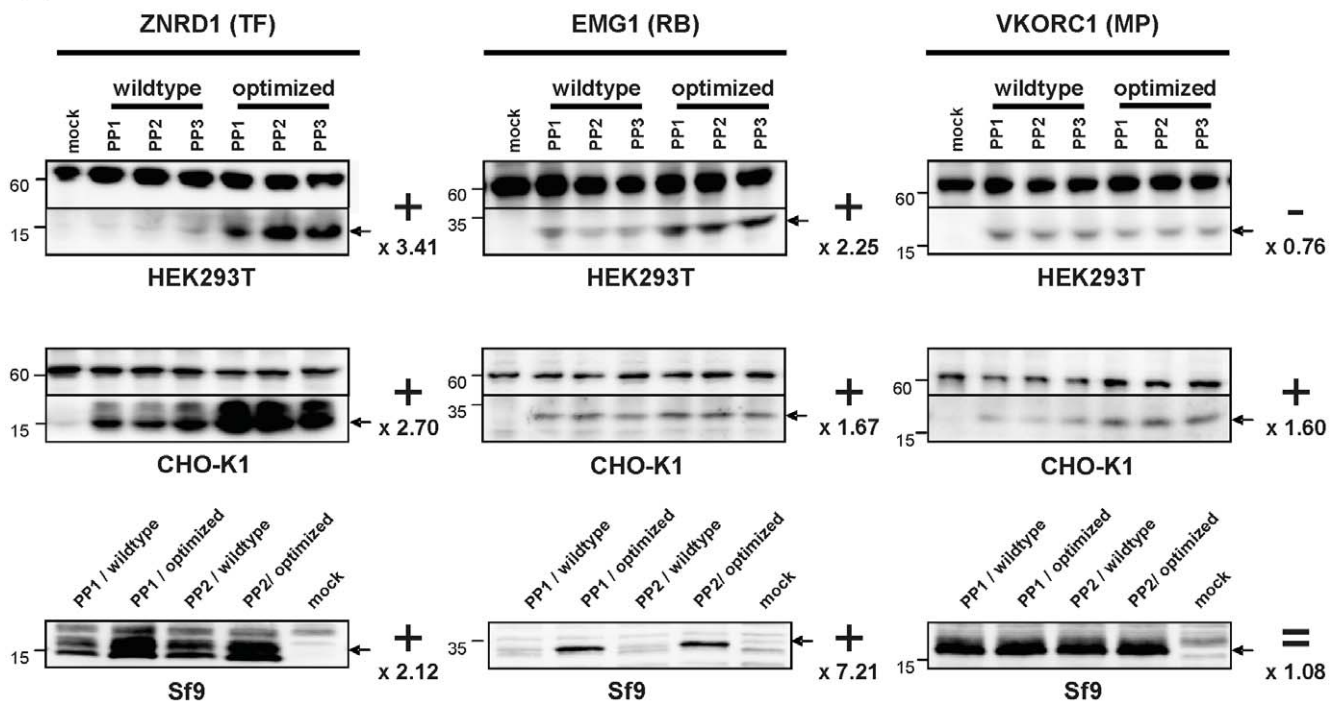 ZNRD1 (TF)
EMG1 (RB)
VKORC1 (MP)
mock
wildtype
optimized
PP1
PP2
PP3
PP1
PP2
PP3
mock
wildtype
optimized
PP1
PP2
PP3
PP1
PP2
PP3
mock
wildtype
optimized
PP1
PP2
PP3
PP1
PP2
PP3
60
15
+
x 3.41
HEK293T
60
35
+
x 2.25
HEK293T
60
15
-
x 0.76
HEK293T
60
15
+
x 2.70
CHO-K1
60
35
+
x 1.67
CHO-K1
60
15
+
x 1.60
CHO-K1
PP1 / wildtype
PP1 / optimized
PP2 / wildtype
PP2/ optimized
mock
PP1 / wildtype
PP1 / optimized
PP2 / wildtype
PP2/ optimized
mock
PP1 / wildtype
PP1 / optimized
PP2 / wildtype
PP2/ optimized
mock
15
+
x 2.12
Sf9
35
+
x 7.21
Sf9
15
=
x 1.08
Sf9